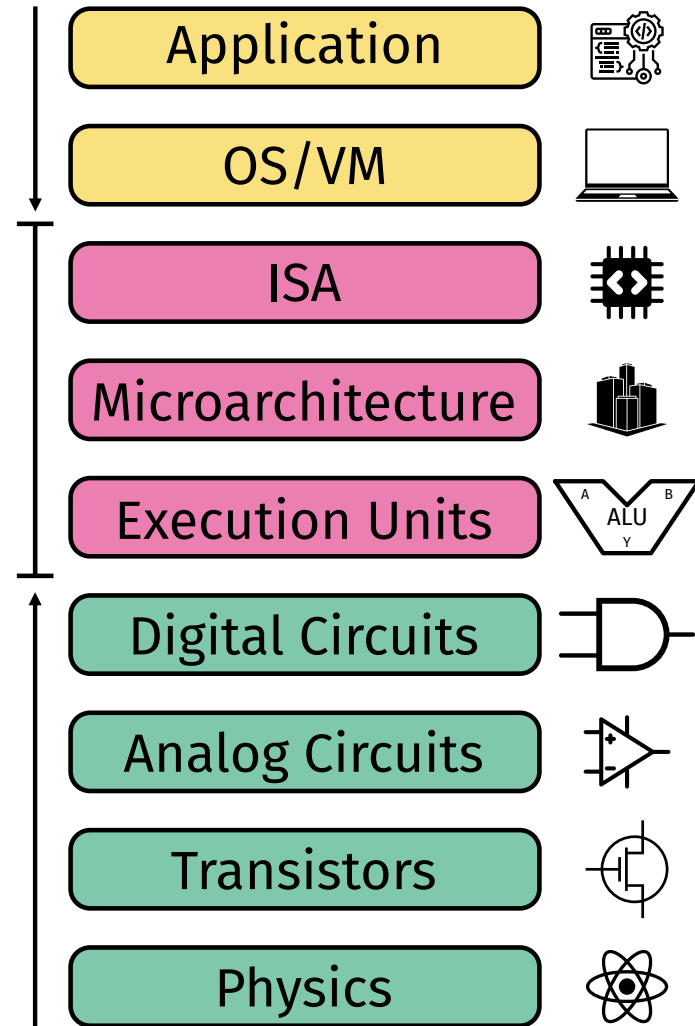 Application
OS/VM
ISA
Microarchitecture
Execution Units
A B
ALU
Y
Digital Circuits
Analog Circuits
Transistors
Physics